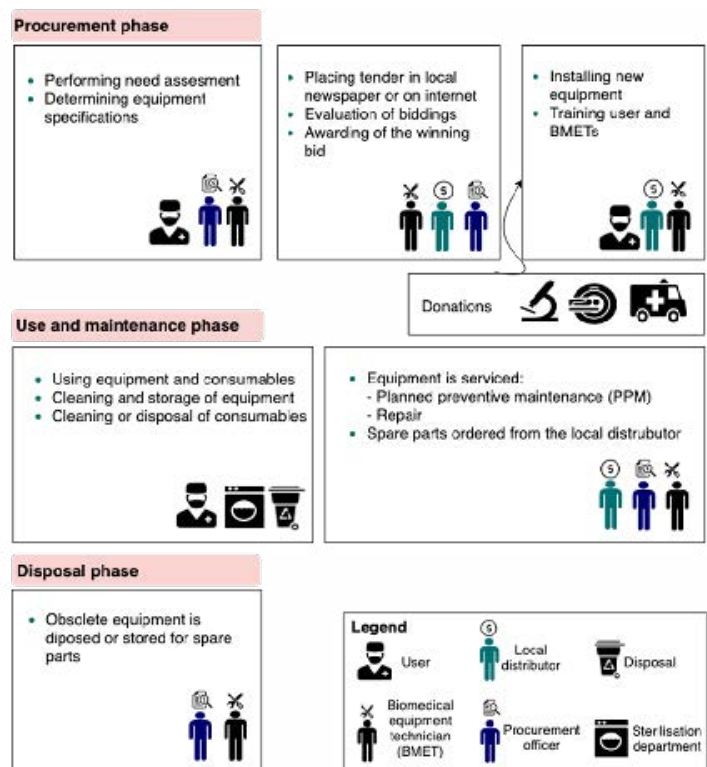 Procurement phase
• Performing need assesment
• Determining equipment
specifications
• Placing tender in local
newspaper or on internet
• Evaluation of biddings
• Awarding of the winning
bid
• Installing new
equipment
• Training user and
BMETs
Donations
Use and maintenance phase
• Using equipment and consumables
• Cleaning and storage of equipment
• Cleaning or disposal of consumables
• Equipment is serviced:
- Planned preventive maintenance (PPM)
- Repair
• Spare parts ordered from the local distrubutor
Disposal phase
• Obsolete equipment is
diposed or stored for spare
parts
Legend
User
Local
distributor
Disposal
Biomedical
equipment
technician
(BMET)
Procurement
officer
Sterilisation
department